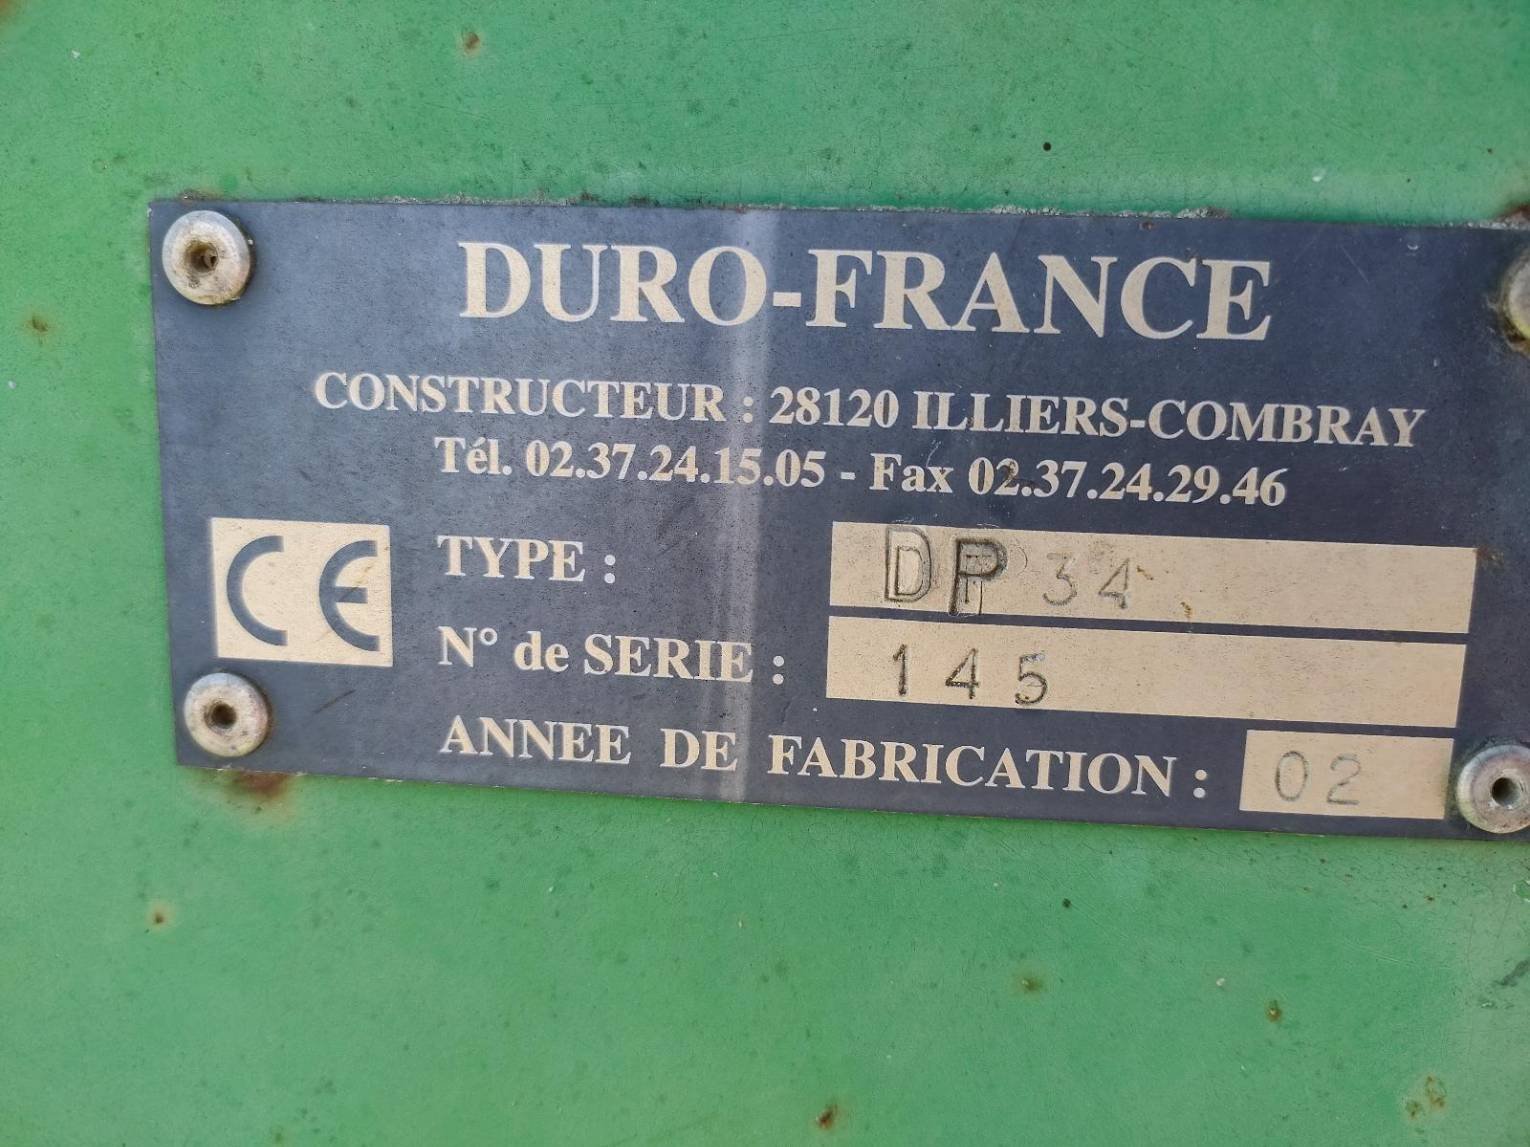 DURO-FRANCE
CONSTRUCTEUR : 28120 ILLIERS-COMBRAY
Tél. 02.37.24.15.05 - Fax 02.37.24.29.46
CE
TYPE : DP 34
N° de SERIE : 145
ANNEE DE FABRICATION : 02